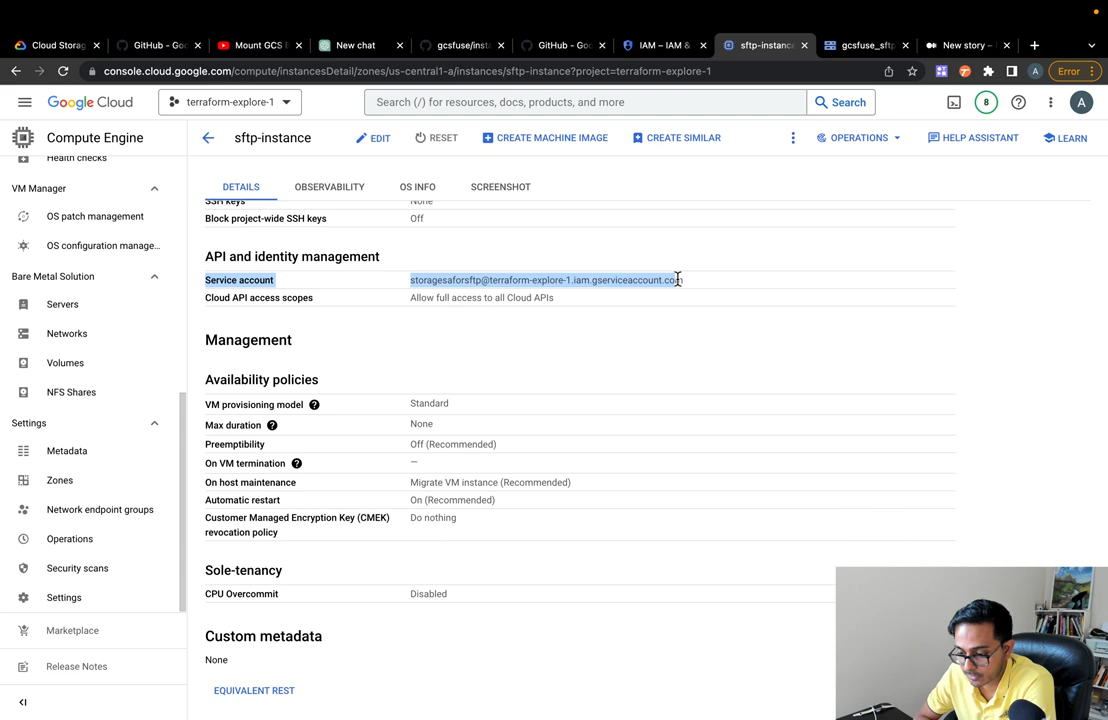 Cloud Storag
GitHub - Goo
Mount GCS B
New chat
gcsfuse/inst
GitHub - Goo
IAM – IAM &
sftp-instance
gcsfuse_sftp
New story –
console.cloud.google.com/compute/instancesDetail/zones/us-central1-a/instances/sftp-instance?project=terraform-explore-1
A
Error
Google Cloud
terraform-explore-1
Search (/) for resources, docs, products, and more
Search
8
A
Compute Engine
sftp-instance
EDIT
RESET
CREATE MACHINE IMAGE
CREATE SIMILAR
OPERATIONS
HELP ASSISTANT
LEARN
Health checks
VM Manager
OS patch management
OS configuration manage...
Bare Metal Solution
Servers
Networks
Volumes
NFS Shares
Settings
Metadata
Zones
Network endpoint groups
Operations
Security scans
Settings
Marketplace
Release Notes
DETAILS
OBSERVABILITY
OS INFO
SCREENSHOT
SSH keys None
Block project-wide SSH keys Off
API and identity management
Service account storagesaforsftp@terraform-explore-1.iam.gserviceaccount.com
Cloud API access scopes Allow full access to all Cloud APIs
Management
Availability policies
VM provisioning model Standard
Max duration None
Preemptibility Off (Recommended)
On VM termination —
On host maintenance Migrate VM instance (Recommended)
Automatic restart On (Recommended)
Customer Managed Encryption Key (CMEK) Do nothing
revocation policy
Sole-tenancy
CPU Overcommit Disabled
Custom metadata
None
EQUIVALENT REST